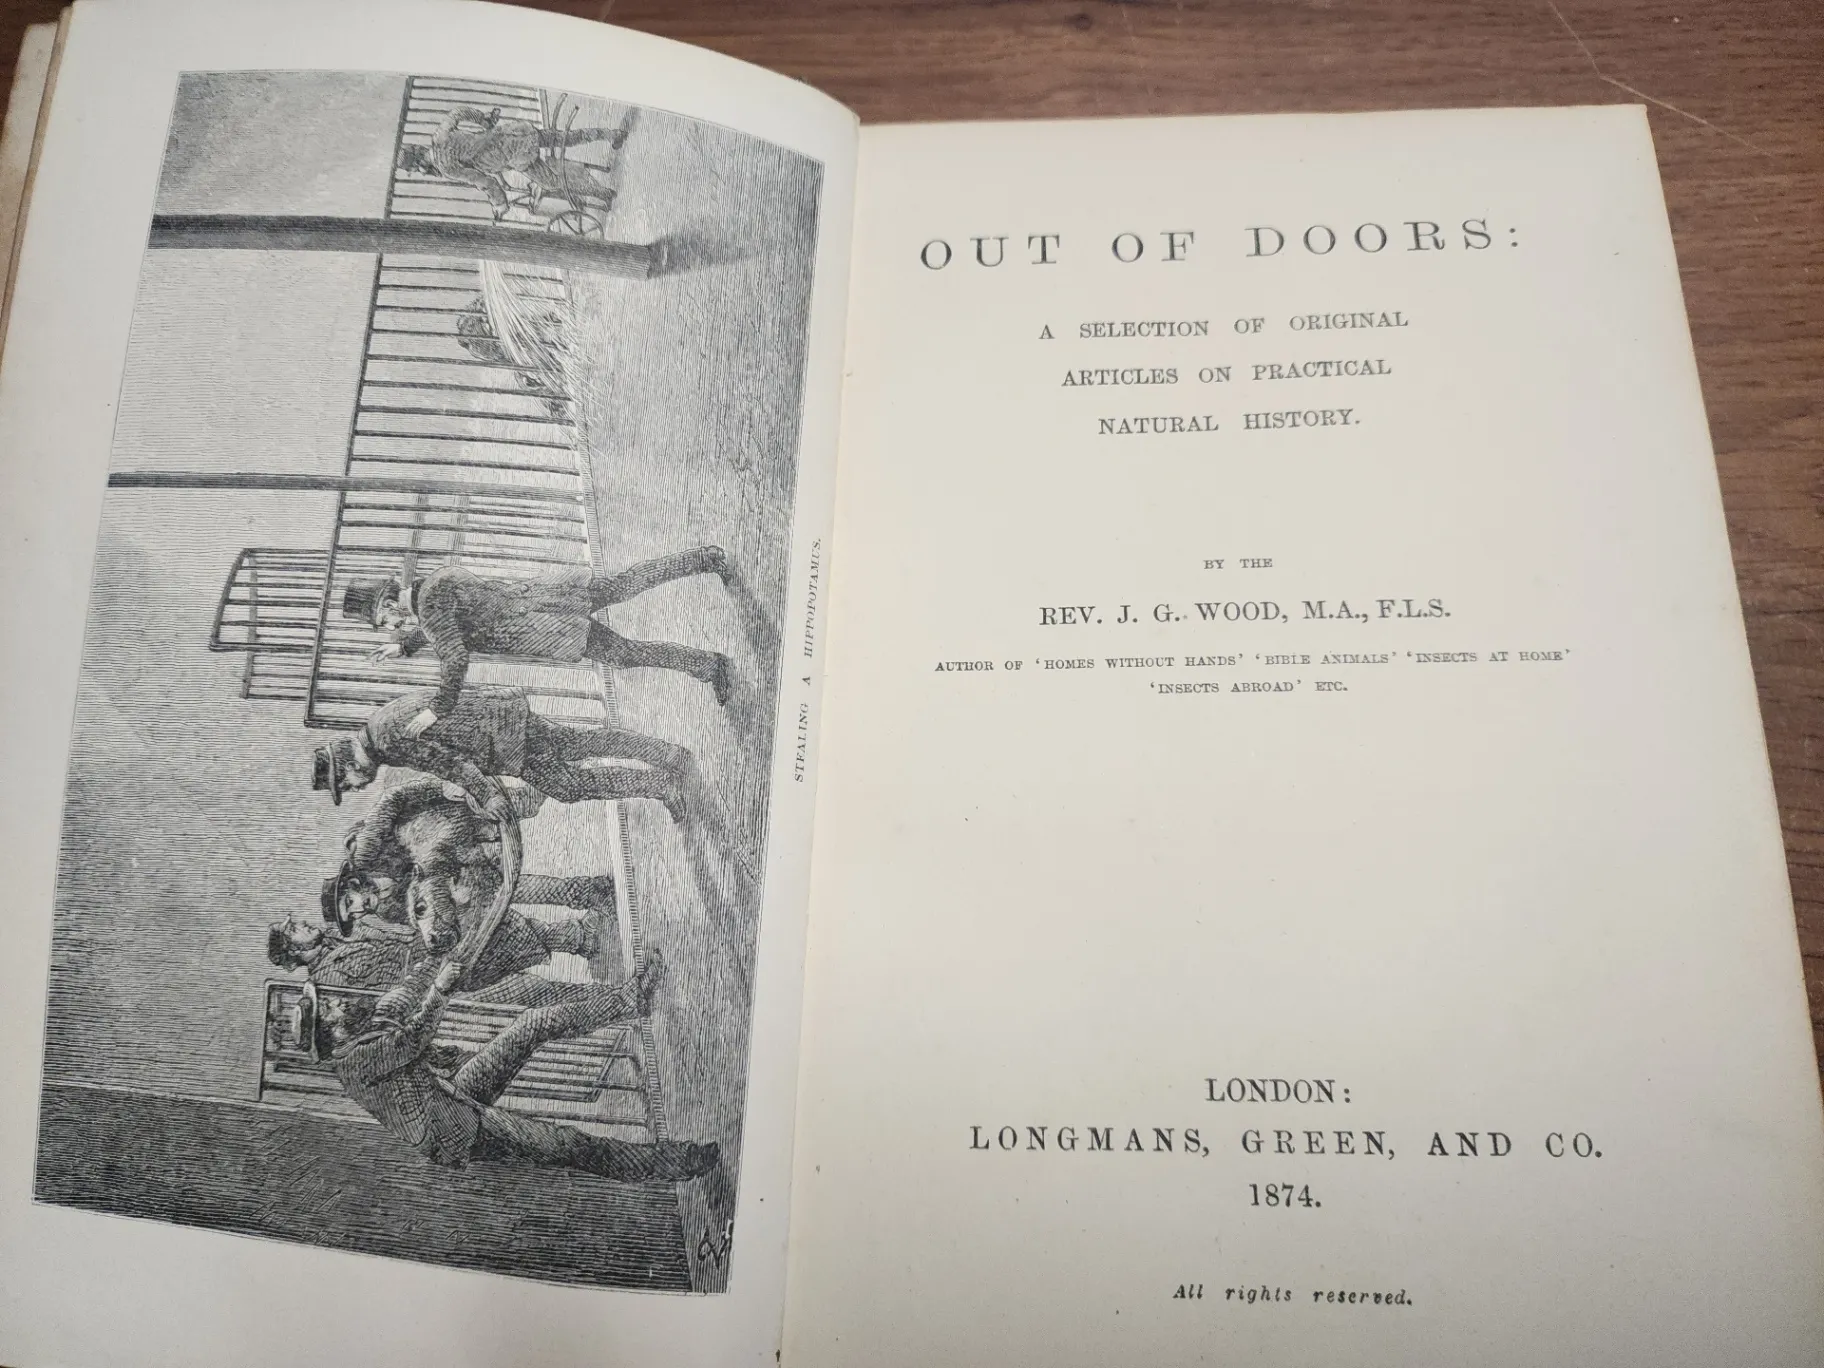 STEALING A HIPPOPOTAMUS.
OUT OF DOORS:
A SELECTION OF ORIGINAL
ARTICLES ON PRACTICAL
NATURAL HISTORY.
BY THE
REV. J. G. WOOD, M.A., F.L.S.
AUTHOR OF ‘HOMES WITHOUT HANDS’ ‘BIBLE ANIMALS’ ‘INSECTS AT HOME’
‘INSECTS ABROAD’ ETC.
LONDON:
LONGMANS, GREEN, AND CO.
1874.
All rights reserved.